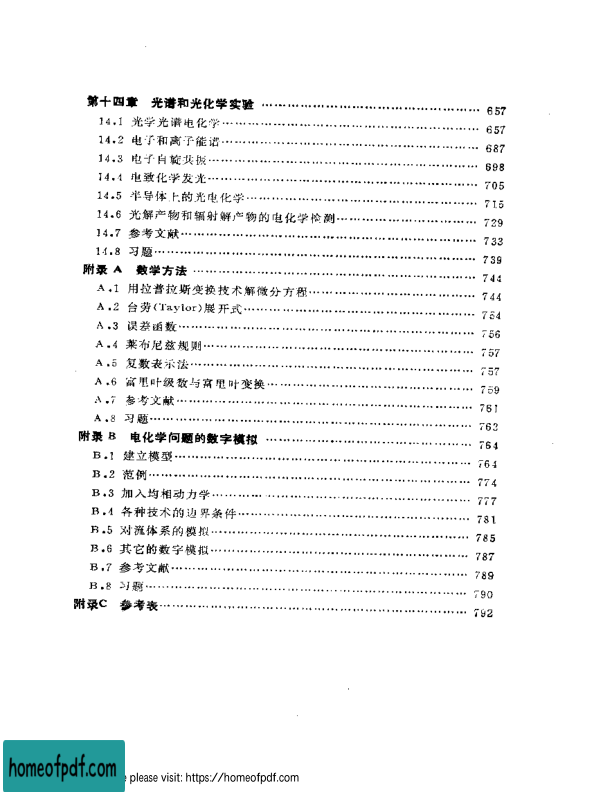 第十四章 光谱和光化学实验 …… 657
14.1 光学光谱电化学 …… 657
14.2 电子和离子能谱 …… 687
14.3 电子自旋共振 …… 698
14.4 电致化学发光 …… 705
14.5 半导体上的光电化学 …… 715
14.6 光解产物和辐射解产物的电化学检测 …… 729
14.7 参考文献 …… 733
14.8 习题 …… 739
附录 A 数学方法 …… 744
A.1 用拉普拉斯变换技术解微分方程 …… 744
A.2 台劳(Taylor)展开式 …… 754
A.3 误差函数 …… 756
A.4 莱布尼兹规则 …… 757
A.5 复数表示法 …… 757
A.6 富里叶级数与富里叶变换 …… 759
A.7 参考文献 …… 761
A.8 习题 …… 762
附录 B 电化学问题的数字模拟 …… 764
B.1 建立模型 …… 764
B.2 范例 …… 774
B.3 加入均相动力学 …… 777
B.4 各种技术的边界条件 …… 781
B.5 对流体系的模拟 …… 785
B.6 其它的数字模拟 …… 787
B.7 参考文献 …… 789
B.8 习题 …… 790
附录C 参考表 …… 792
homeofpdf.com
please visit: https://homeofpdf.com